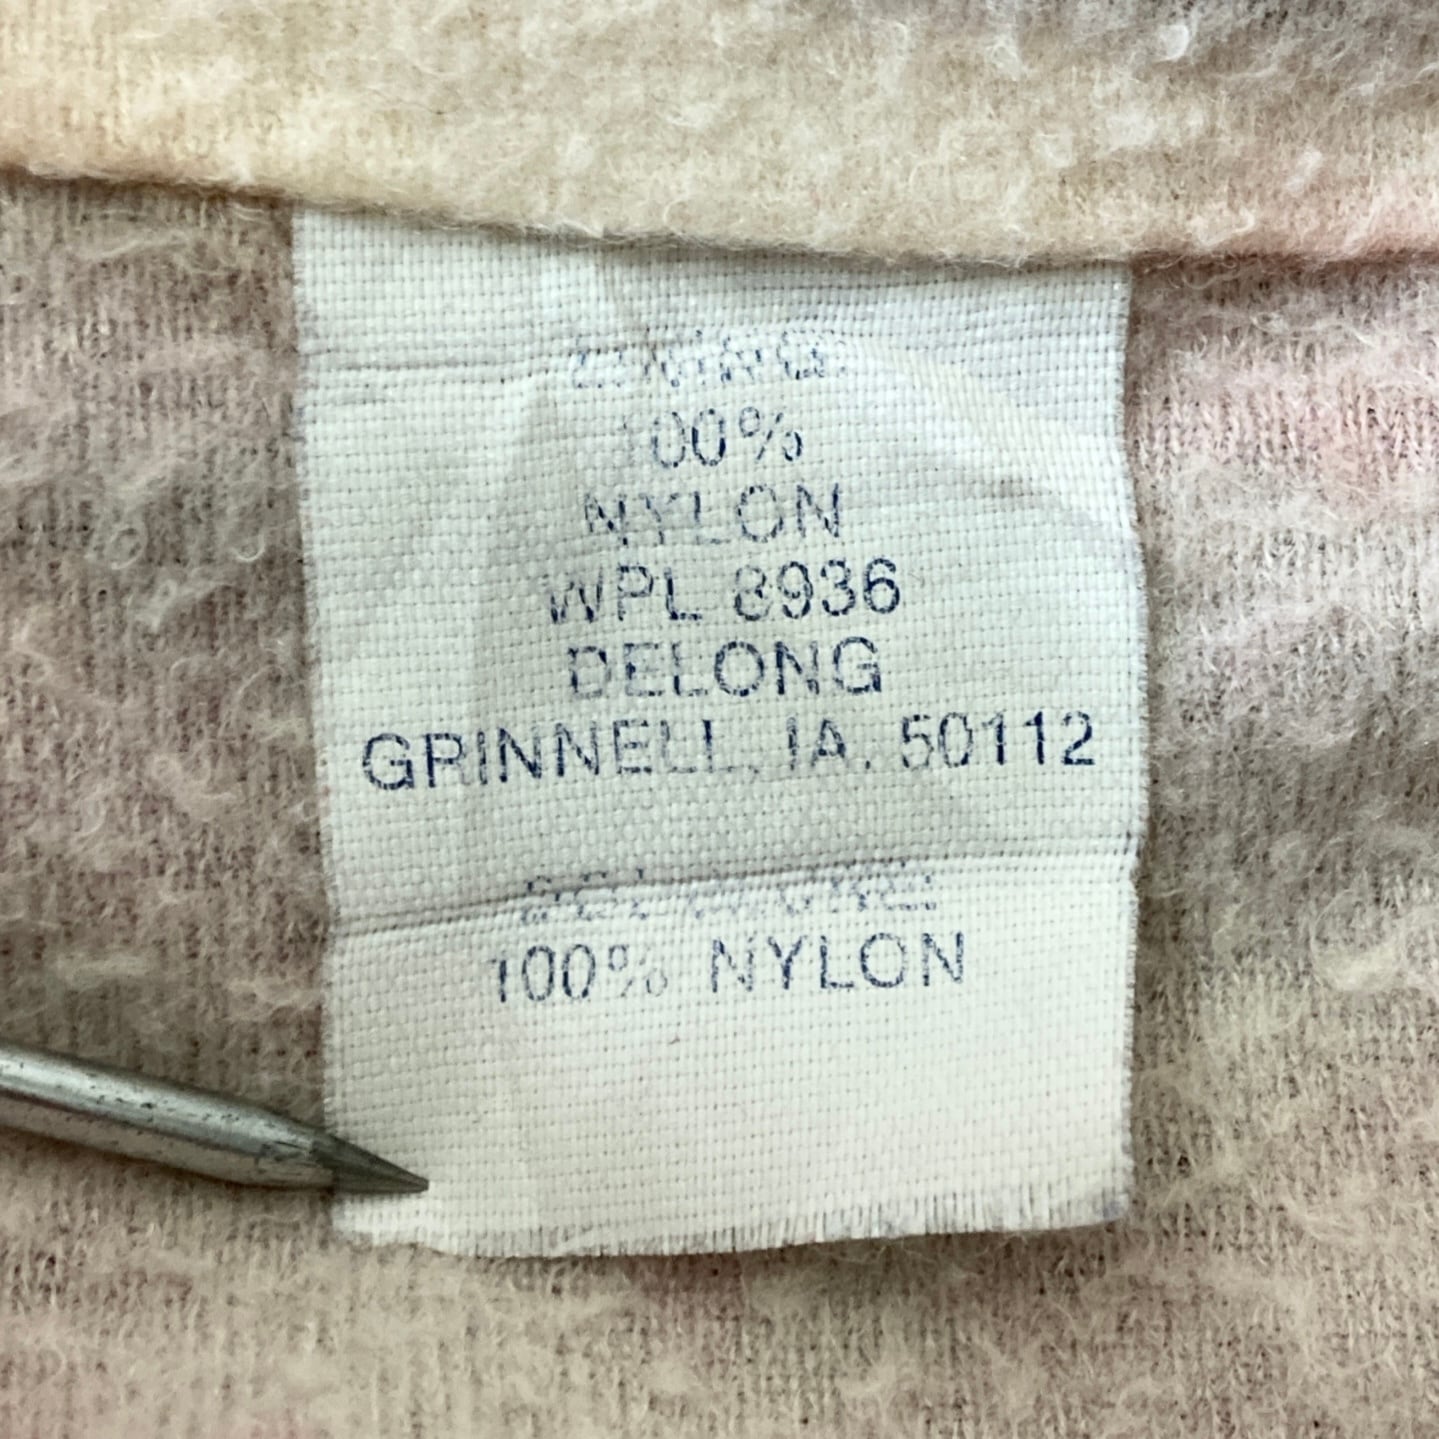 100%
NYLON
WPL 8936
DELONG
GRINNELL, IA. 50112
100% NYLON